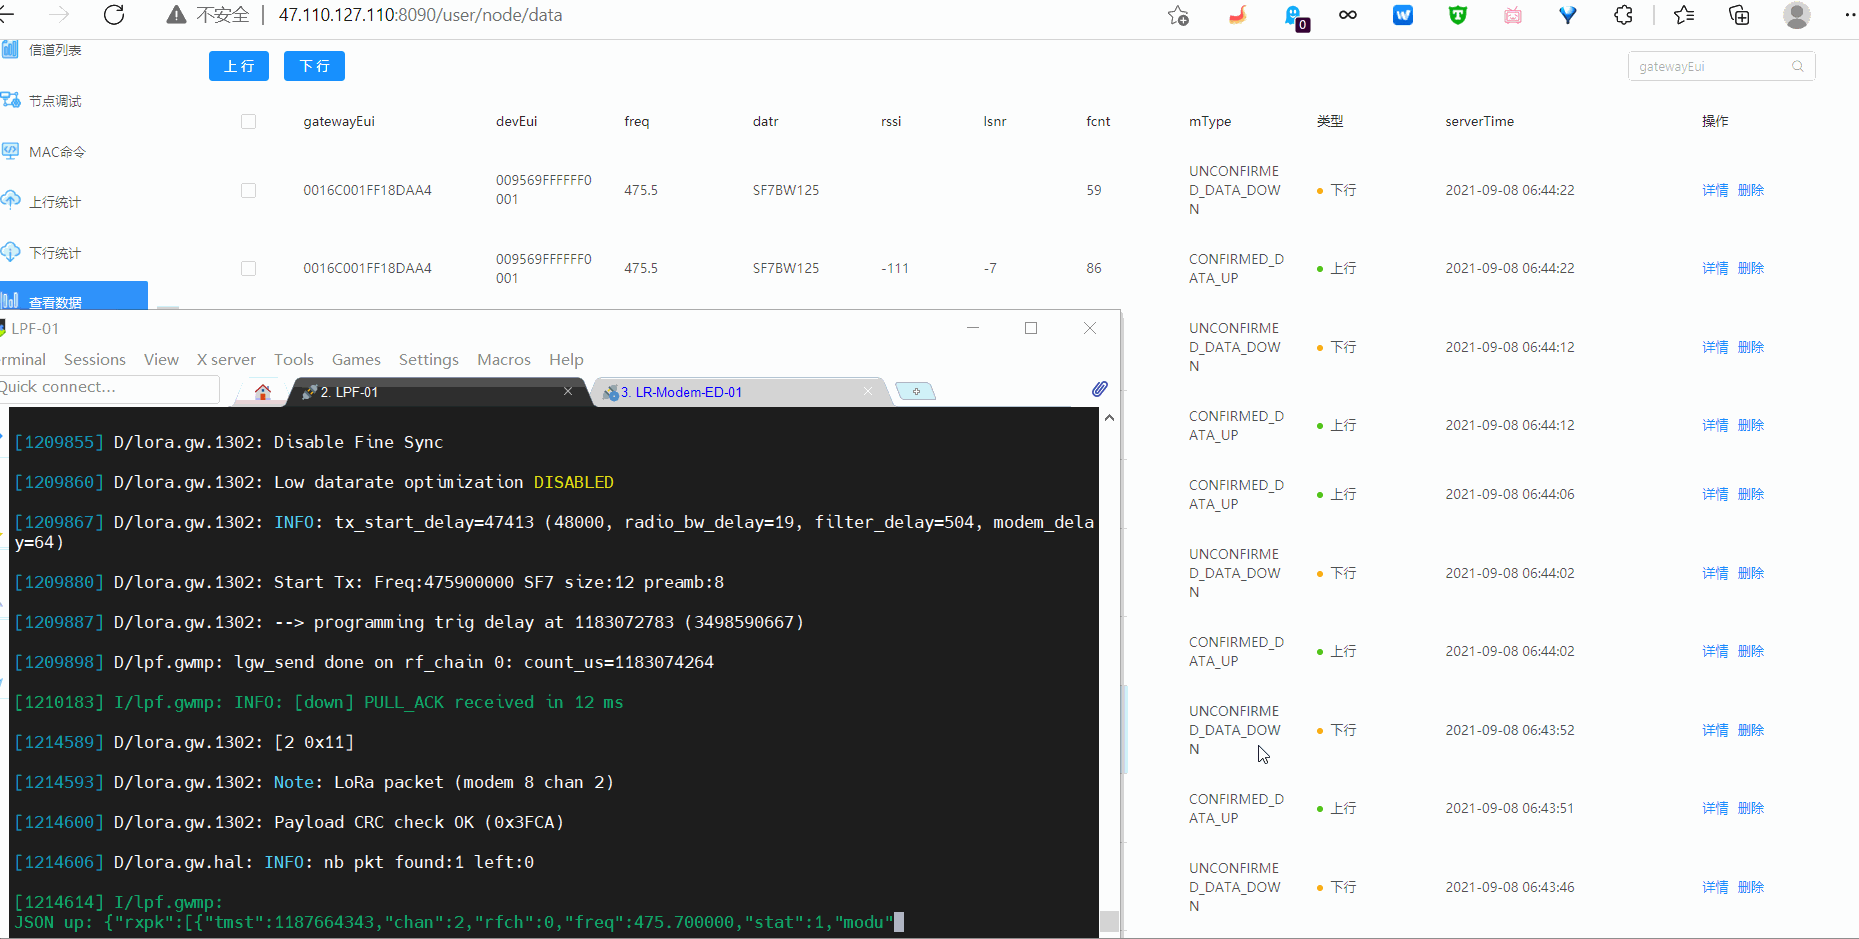 不安全 47.110.127.110:8090/user/node/data
0
信道列表
节点调试
MAC命令
上行统计
下行统计
查看数据
上行 下行 gatewayEui
gatewayEui devEui freq datr rssi lsnr fcnt mType 类型 serverTime 操作
0016C001FF18DAA4 009569FFFFFF0001 475.5 SF7BW125 59 UNCONFIRMED_DATA_DOWN 下行 2021-09-08 06:44:22 详情 删除
0016C001FF18DAA4 009569FFFFFF0001 475.5 SF7BW125 -111 -7 86 CONFIRMED_DATA_UP 上行 2021-09-08 06:44:22 详情 删除
UNCONFIRMED_DATA_DOWN 下行 2021-09-08 06:44:12 详情 删除
CONFIRMED_DATA_UP 上行 2021-09-08 06:44:12 详情 删除
CONFIRMED_DATA_UP 上行 2021-09-08 06:44:06 详情 删除
UNCONFIRMED_DATA_DOWN 下行 2021-09-08 06:44:02 详情 删除
CONFIRMED_DATA_UP 上行 2021-09-08 06:44:02 详情 删除
UNCONFIRMED_DATA_DOWN 下行 2021-09-08 06:43:52 详情 删除
CONFIRMED_DATA_UP 上行 2021-09-08 06:43:51 详情 删除
UNCONFIRMED_DATA_DOWN 下行 2021-09-08 06:43:46 详情 删除
LPF-01
erminal Sessions View X server Tools Games Settings Macros Help
Quick connect...
2. LPF-01
3. LR-Modem-ED-01
[1209855] D/lora.gw.1302: Disable Fine Sync
[1209860] D/lora.gw.1302: Low datarate optimization DISABLED
[1209867] D/lora.gw.1302: INFO: tx_start_delay=47413 (48000, radio_bw_delay=19, filter_delay=504, modem_dela
y=64)
[1209880] D/lora.gw.1302: Start Tx: Freq:475900000 SF7 size:12 preamb:8
[1209887] D/lora.gw.1302: --> programming trig delay at 1183072783 (3498590667)
[1209898] D/lpf.gwmp: lgw_send done on rf_chain 0: count_us=1183074264
[1210183] I/lpf.gwmp: INFO: [down] PULL_ACK received in 12 ms
[1214589] D/lora.gw.1302: [2 0x11]
[1214593] D/lora.gw.1302: Note: LoRa packet (modem 8 chan 2)
[1214600] D/lora.gw.1302: Payload CRC check OK (0x3FCA)
[1214606] D/lora.gw.hal: INFO: nb pkt found:1 left:0
[1214614] I/lpf.gwmp:
JSON up: {"rxpk":[{"tmst":1187664343,"chan":2,"rfch":0,"freq":475.700000,"stat":1,"modu"